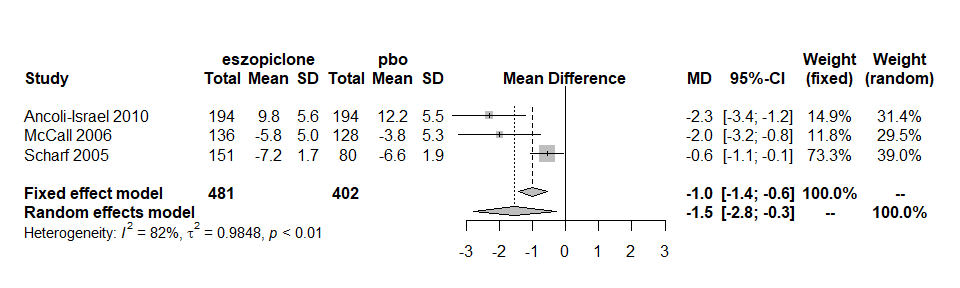 eszopiclone pbo Weight Weight
Study Total Mean SD Total Mean SD Mean Difference MD 95%-CI (fixed) (random)
Ancoli-Israel 2010 194 9.8 5.6 194 12.2 5.5 -2.3 [-3.4; -1.2] 14.9% 31.4%
McCall 2006 136 -5.8 5.0 128 -3.8 5.3 -2.0 [-3.2; -0.8] 11.8% 29.5%
Scharf 2005 151 -7.2 1.7 80 -6.6 1.9 -0.6 [-1.1; -0.1] 73.3% 39.0%
Fixed effect model 481 402 -1.0 [-1.4; -0.6] 100.0% --
Random effects model -1.5 [-2.8; -0.3] -- 100.0%
Heterogeneity: I² = 82%, τ² = 0.9848, p < 0.01
-3 -2 -1 0 1 2 3